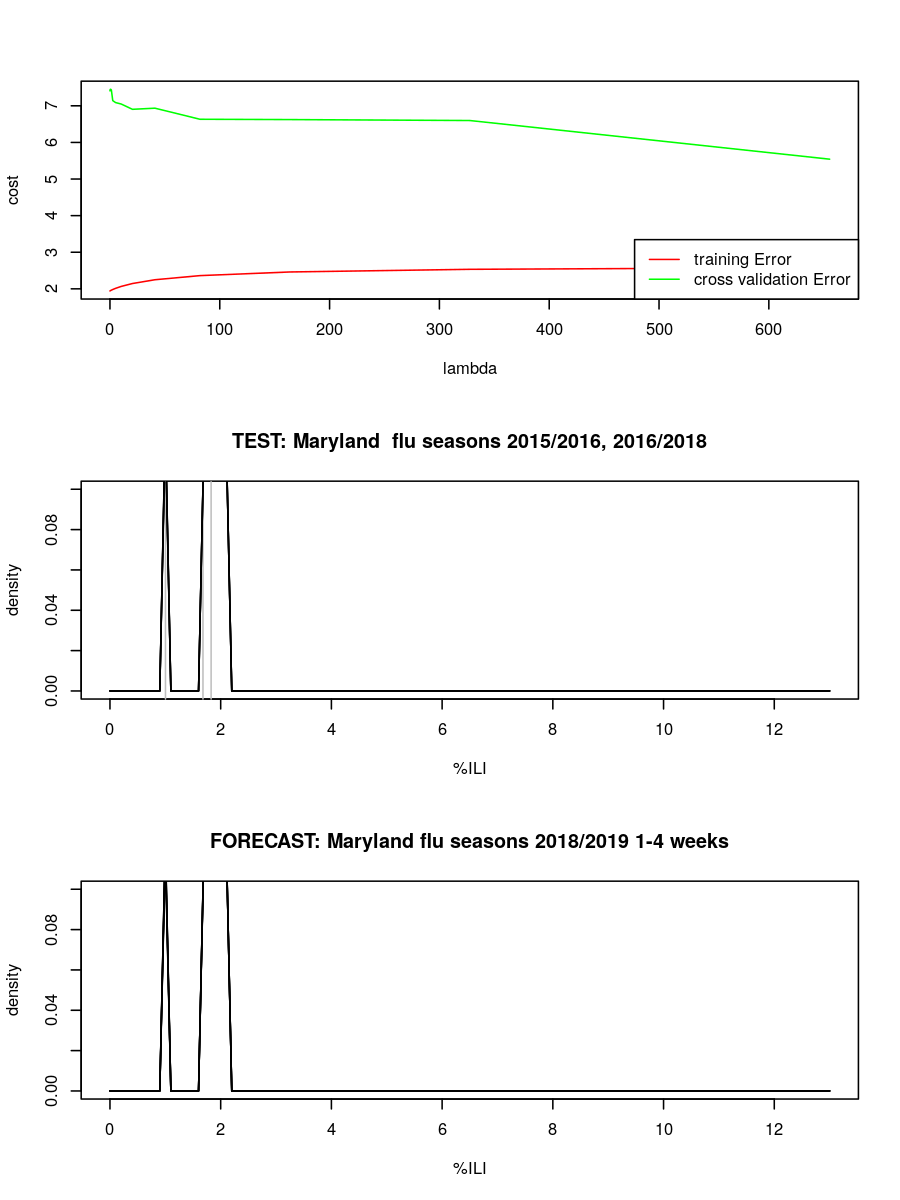 cost
2 3 4 5 6 7
training Error
cross validation Error
0 100 200 300 400 500 600
lambda
TEST: Maryland  flu seasons 2015/2016, 2016/2018
density
0.00 0.04 0.08
0 2 4 6 8 10 12
%ILI
FORECAST: Maryland flu seasons 2018/2019 1-4 weeks
density
0.00 0.04 0.08
0 2 4 6 8 10 12
%ILI